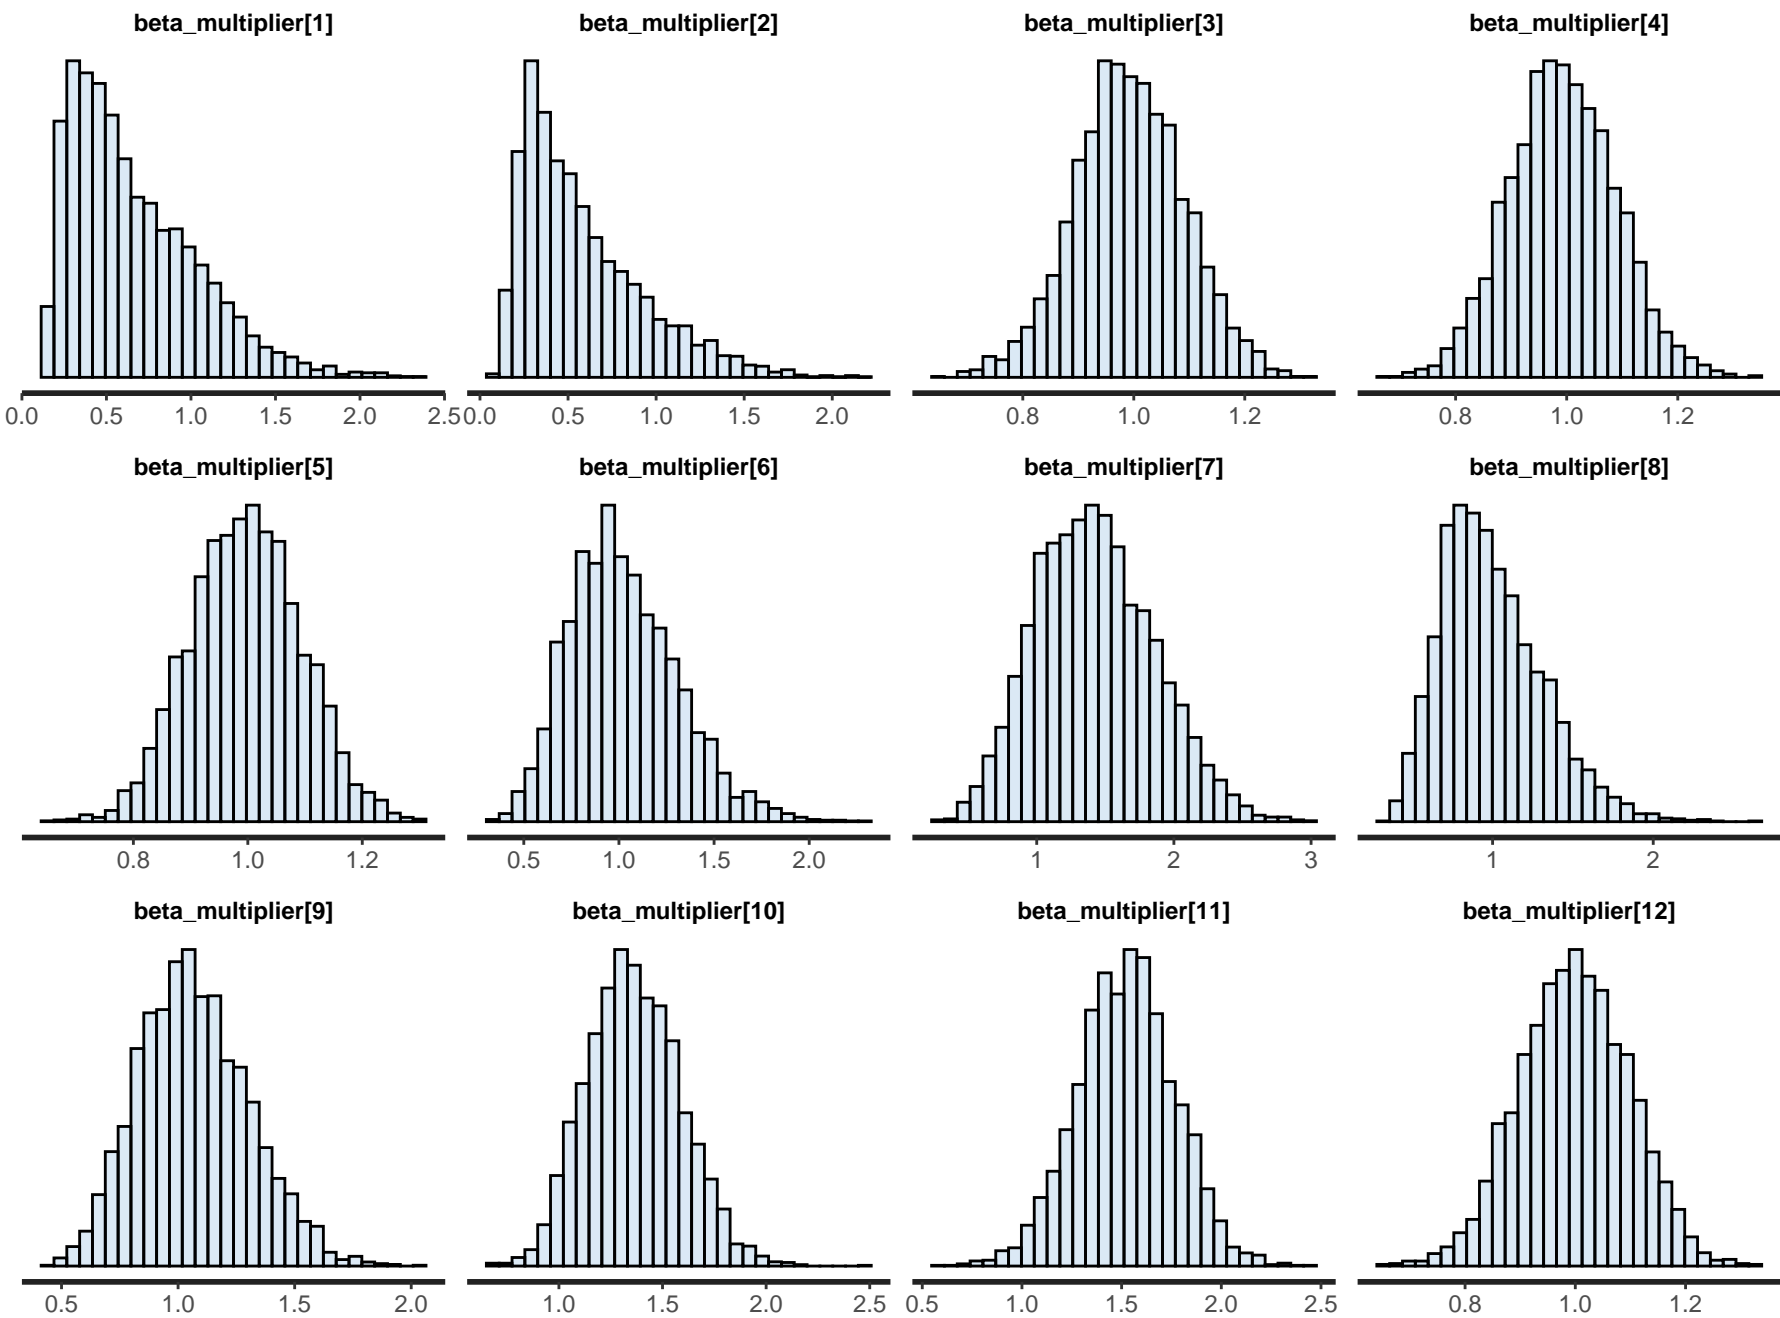 beta_multiplier[1] beta_multiplier[2] beta_multiplier[3] beta_multiplier[4]
0.0 0.5 1.0 1.5 2.0 2.5 0.0 0.5 1.0 1.5 2.0 0.8 1.0 1.2 0.8 1.0 1.2
beta_multiplier[5] beta_multiplier[6] beta_multiplier[7] beta_multiplier[8]
0.8 1.0 1.2 0.5 1.0 1.5 2.0 1 2 3 1 2
beta_multiplier[9] beta_multiplier[10] beta_multiplier[11] beta_multiplier[12]
0.5 1.0 1.5 2.0 1.0 1.5 2.0 2.5 0.5 1.0 1.5 2.0 2.5 0.8 1.0 1.2